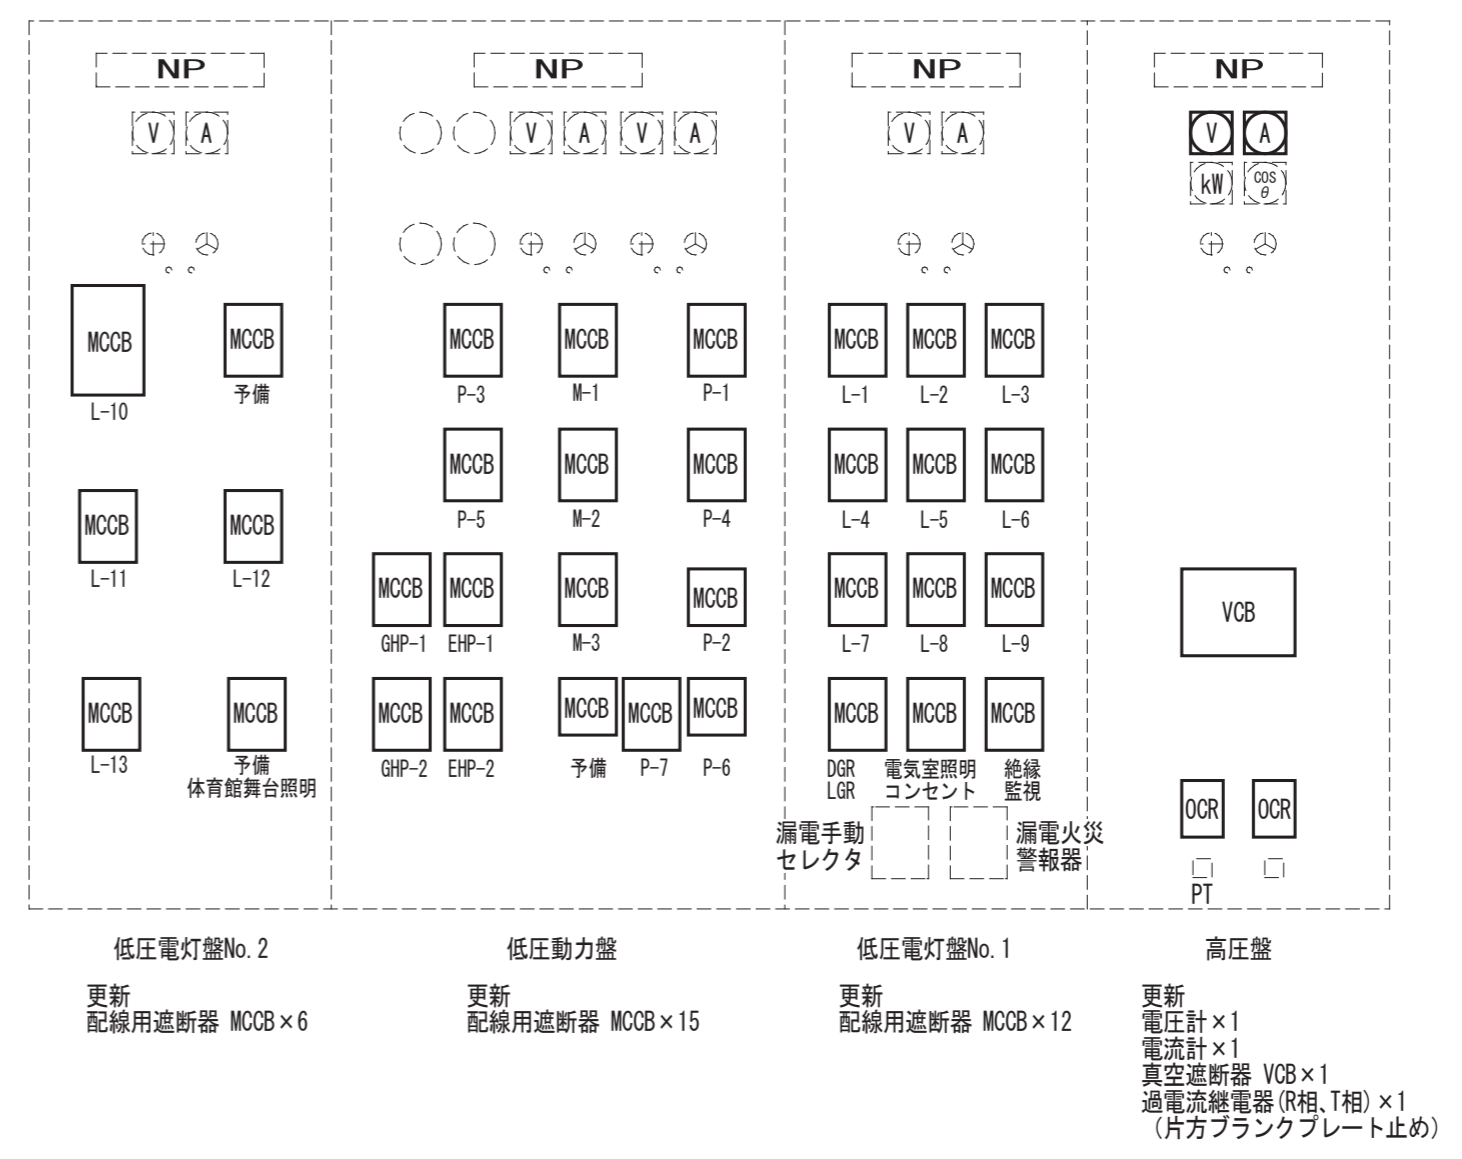 NP
V A
MCCB MCCB
L-10 予備
MCCB MCCB
L-11 L-12
MCCB MCCB
L-13 予備
体育館舞台照明
低圧電灯盤No.2
更新
配線用遮断器 MCCB×6
NP
V A V A
MCCB MCCB MCCB
P-3 M-1 P-1
MCCB MCCB MCCB
P-5 M-2 P-4
MCCB MCCB MCCB MCCB
GHP-1 EHP-1 M-3 P-2
MCCB MCCB MCCB MCCB MCCB
GHP-2 EHP-2 予備 P-7 P-6
低圧動力盤
更新
配線用遮断器 MCCB×15
NP
V A
MCCB MCCB MCCB
L-1 L-2 L-3
MCCB MCCB MCCB
L-4 L-5 L-6
MCCB MCCB MCCB
L-7 L-8 L-9
MCCB MCCB MCCB
DGR 電気室照明 絶縁
LGR コンセント 監視
漏電手動 漏電火災
セレクタ 警報器
低圧電灯盤No.1
更新
配線用遮断器 MCCB×12
NP
V A
kW COS
θ
VCB
OCR OCR
PT
高圧盤
更新
電圧計×1
電流計×1
真空遮断器 VCB×1
過電流継電器(R相、T相)×1
(片方ブランクプレート止め)